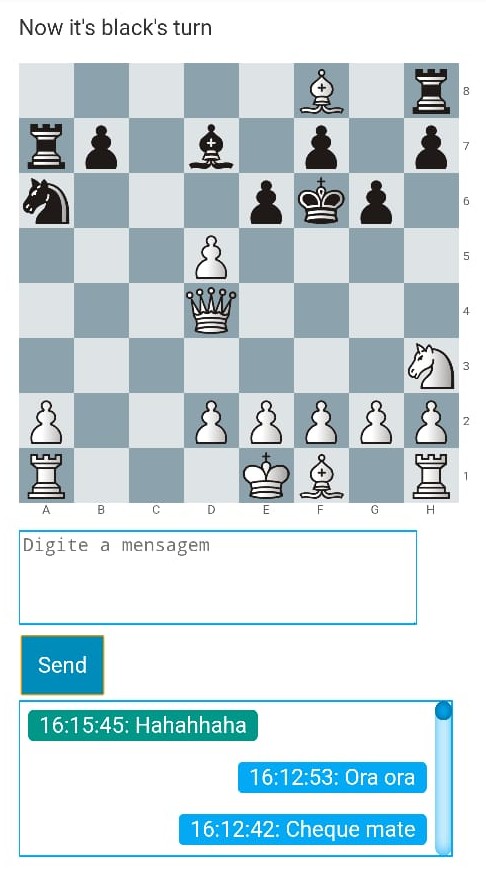 Now it's black's turn
8
7
6
5
4
3
2
1
A B C D E F G H
Digite a mensagem
Send
16:15:45: Hahahhaha
16:12:53: Ora ora
16:12:42: Cheque mate